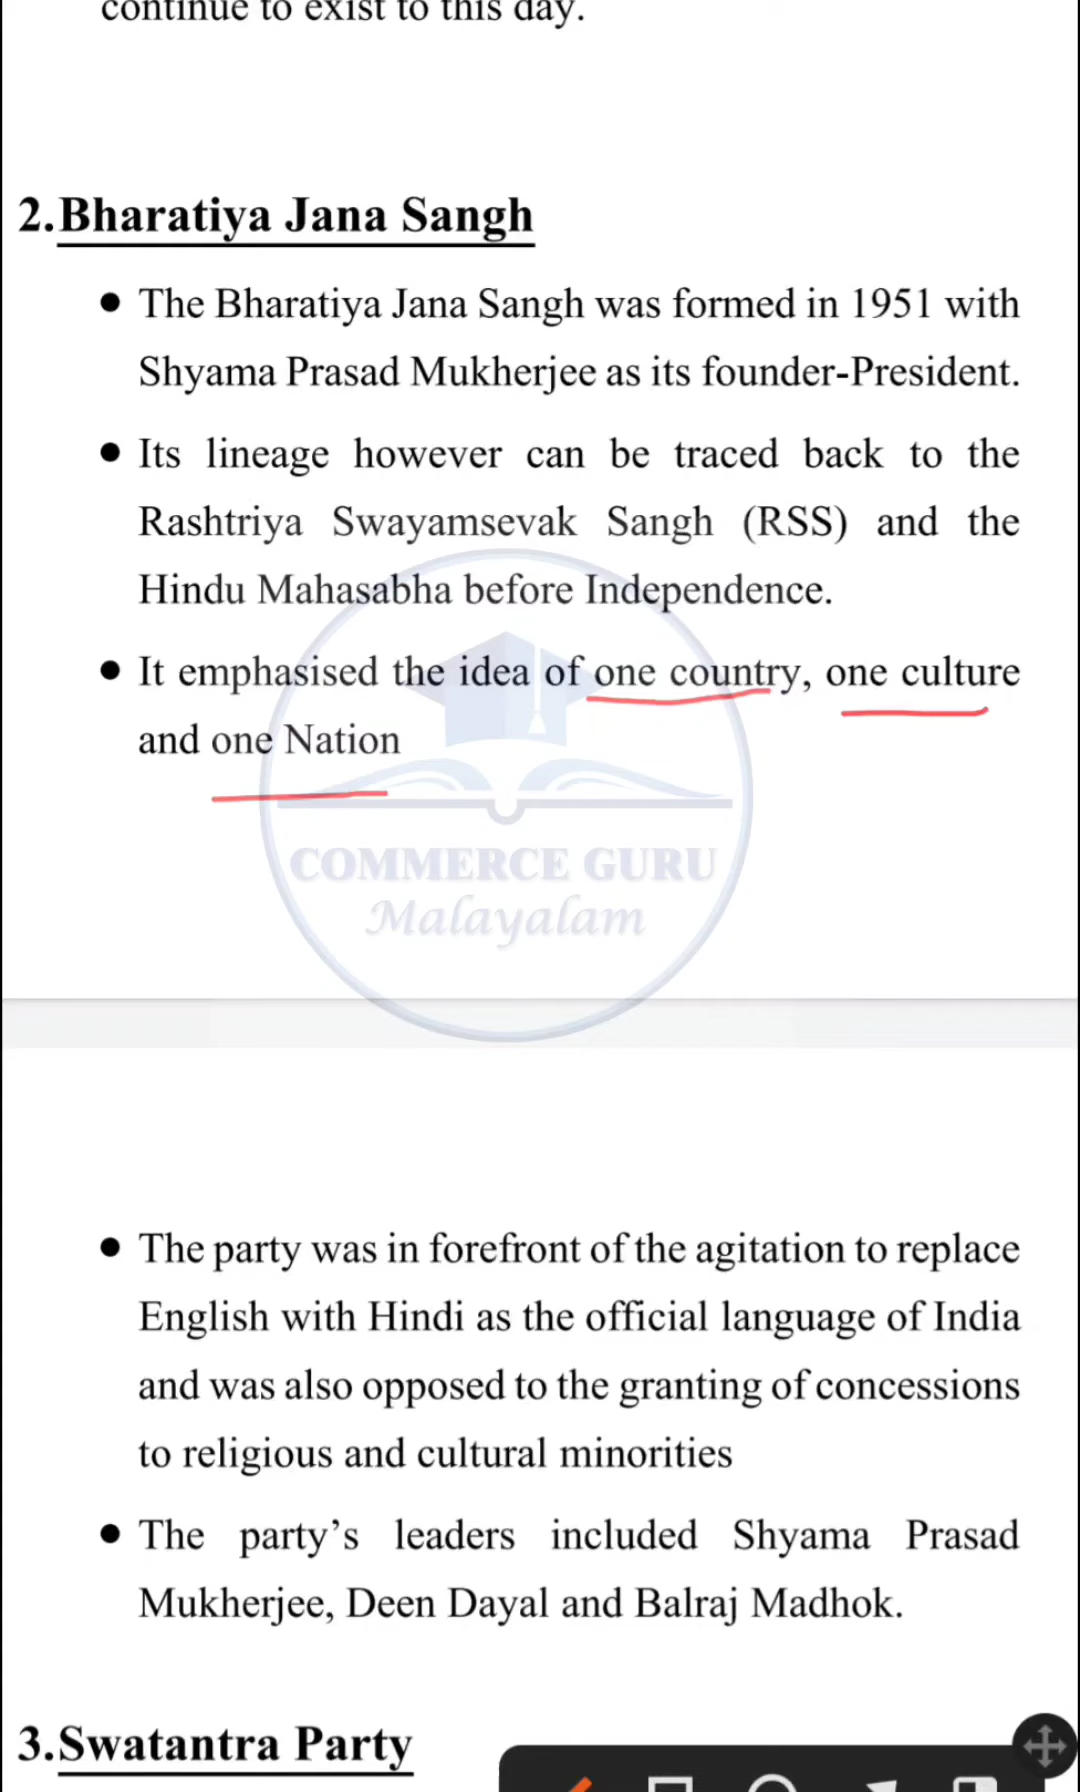 continue to exist to this day.
2.Bharatiya Jana Sangh
● The Bharatiya Jana Sangh was formed in 1951 with
Shyama Prasad Mukherjee as its founder-President.
● Its lineage however can be traced back to the
Rashtriya Swayamsevak Sangh (RSS) and the
Hindu Mahasabha before Independence.
● It emphasised the idea of one country, one culture
and one Nation
COMMERCE GURU
Malayalam
● The party was in forefront of the agitation to replace
English with Hindi as the official language of India
and was also opposed to the granting of concessions
to religious and cultural minorities
● The party’s leaders included Shyama Prasad
Mukherjee, Deen Dayal and Balraj Madhok.
3.Swatantra Party